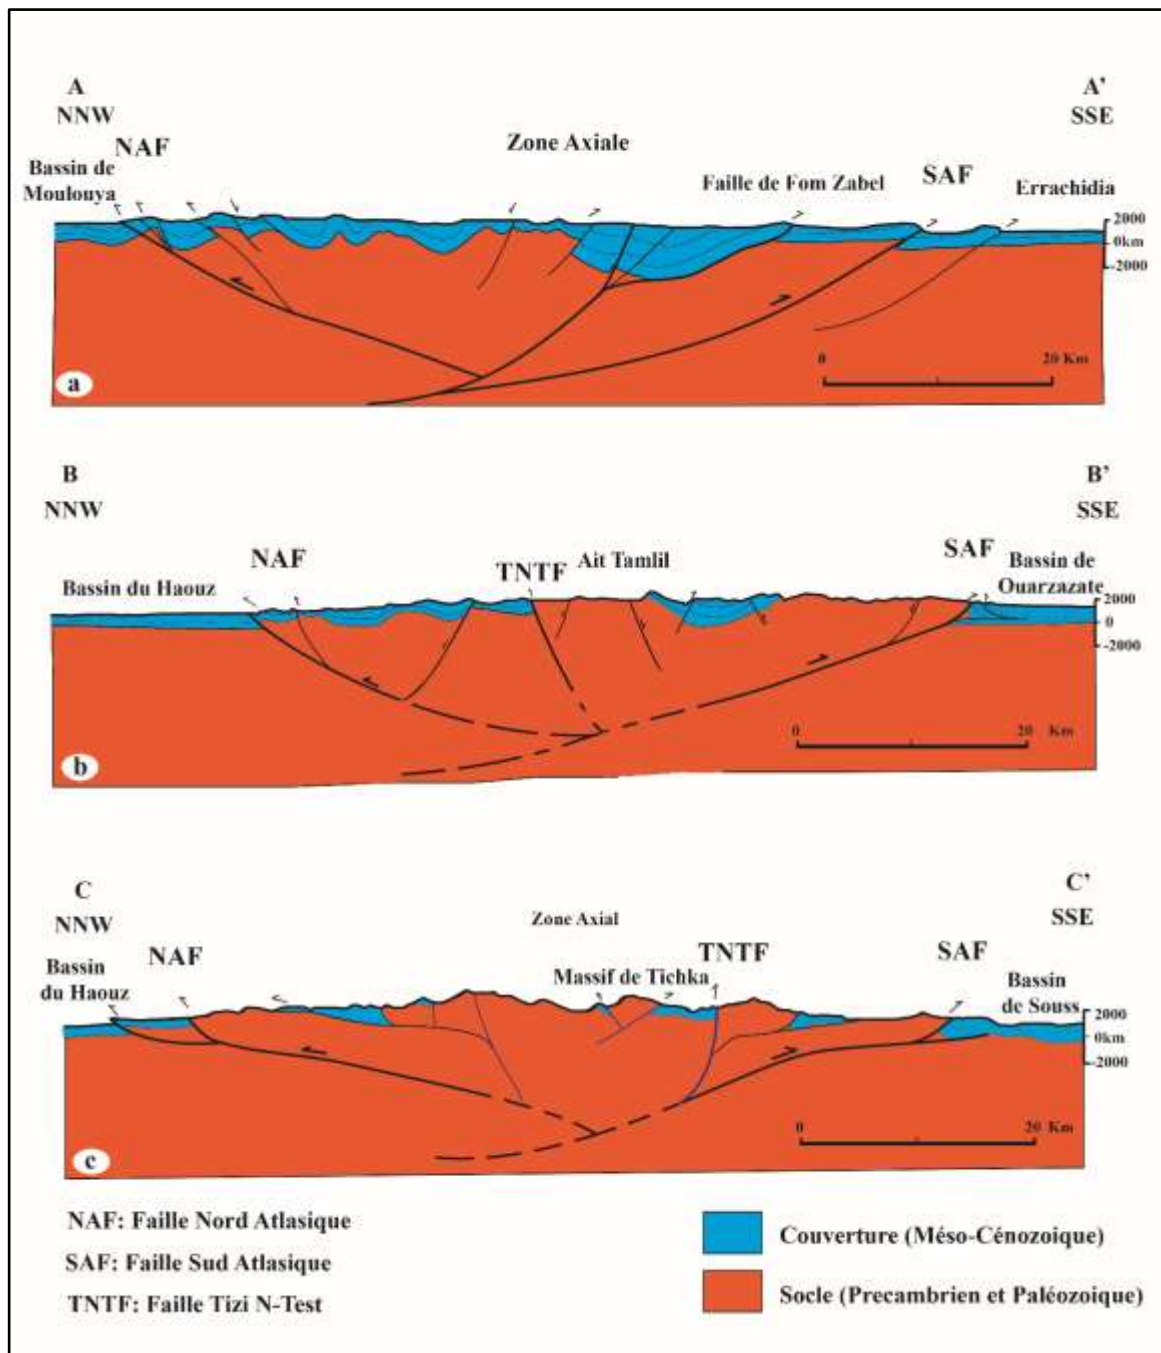 A
NNW
NAF
Bassin de
Moulouya
Zone Axiale
Faille de Fom Zabel
SAF
Errachidia
A'
SSE
2000
0km
-2000
0
20 Km
a
B
NNW
NAF
Bassin du Haouz
TNTF
Ait Tamlil
SAF
Bassin de
Ouarzazate
B'
SSE
2000
0
-2000
0
20 Km
b
C
NNW
NAF
Bassin
du Haouz
Zone Axial
Massif de Tichka
TNTF
SAF
Bassin
de Souss
C'
SSE
2000
0km
-2000
0
20 Km
c
NAF: Faille Nord Atlasique
SAF: Faille Sud Atlasique
TNTF: Faille Tizi N-Test
Couverture (Méso-Cénozoique)
Socle (Precambrien et Paléozoique)